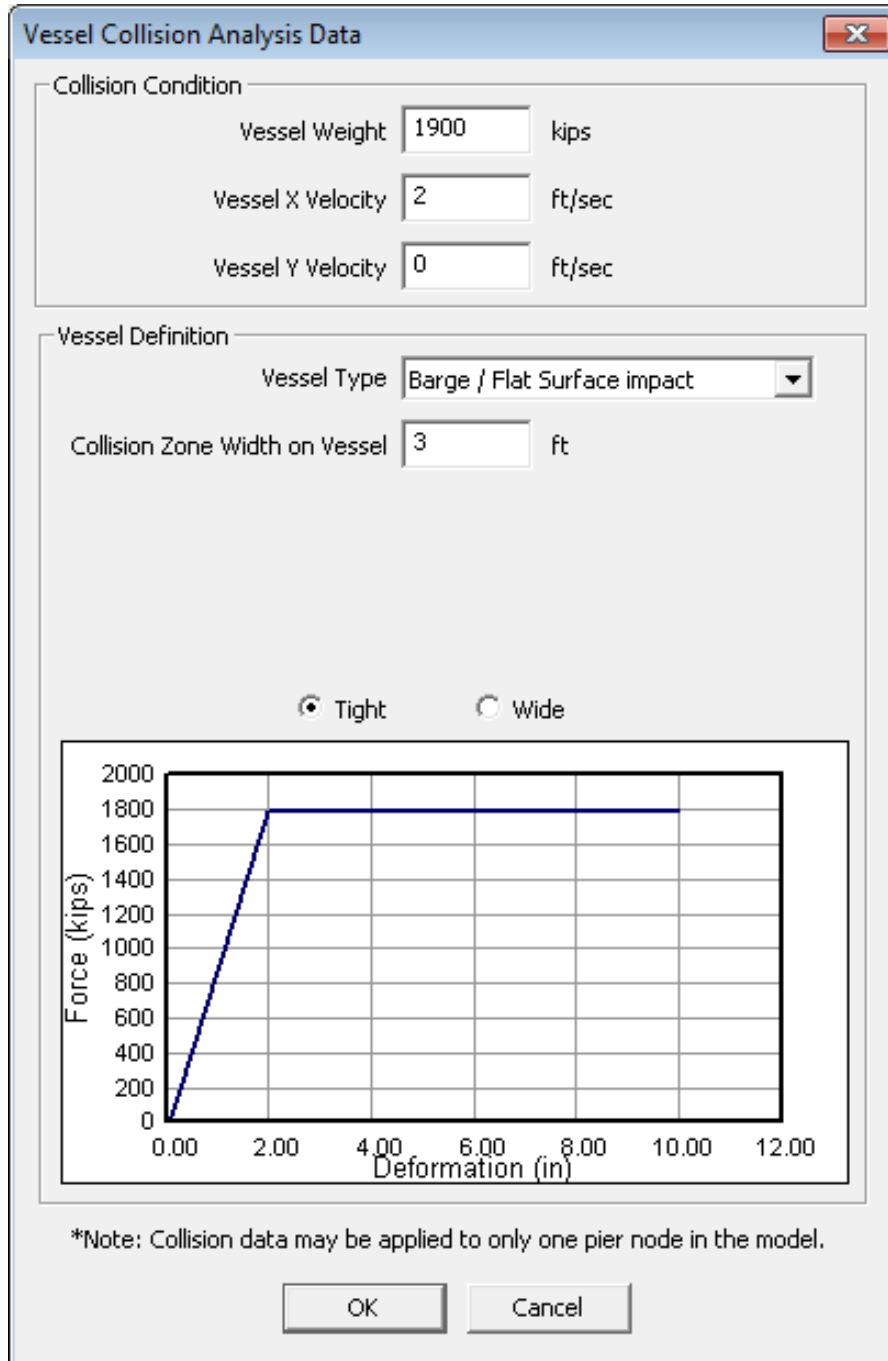 Vessel Collision Analysis Data
Collision Condition
Vessel Weight 1900 kips
Vessel X Velocity 2 ft/sec
Vessel Y Velocity 0 ft/sec
Vessel Definition
Vessel Type Barge / Flat Surface impact
Collision Zone Width on Vessel 3 ft
Tight Wide
2000
1800
1600
1400
1200
1000
800
600
400
200
0
Force (kips)
0.00 2.00 4.00 6.00 8.00 10.00 12.00
Deformation (in)
*Note: Collision data may be applied to only one pier node in the model.
OK Cancel